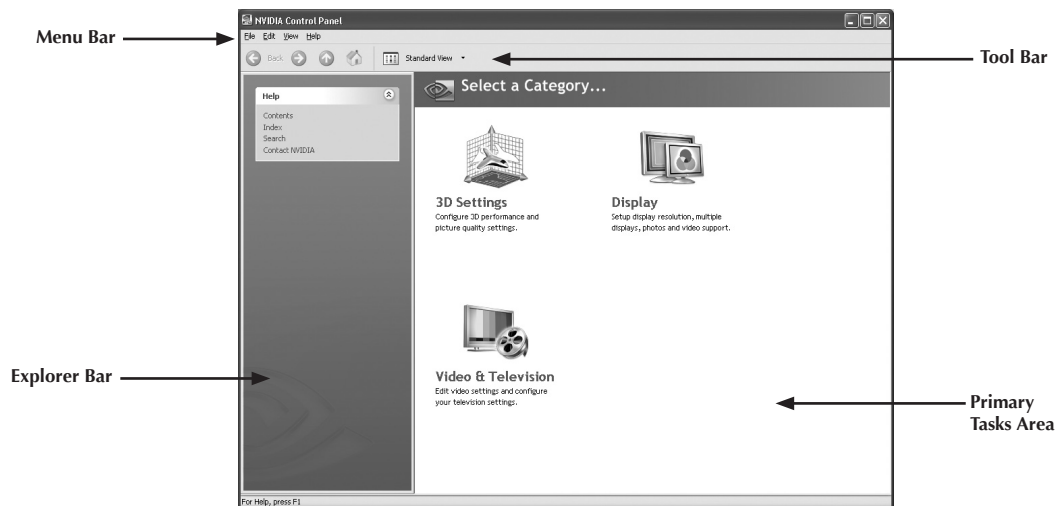 NVIDIA Control Panel
Menu Bar
File Edit View Help
Back
Standard View
Tool Bar
Select a Category...
Help
Contents
Index
Search
Contact NVIDIA
3D Settings
Configure 3D performance and
picture quality settings.
Display
Setup display resolution, multiple
displays, photos and video support.
Explorer Bar
Video & Television
Edit video settings and configure
your television settings.
Primary
Tasks Area
For Help, press F1